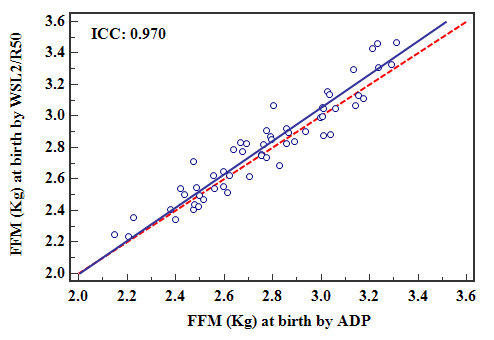 ICC: 0.970
FFM (Kg) at birth by WSL2/R50
3.6
3.4
3.2
3.0
2.8
2.6
2.4
2.2
2.0
2.0 2.2 2.4 2.6 2.8 3.0 3.2 3.4 3.6
FFM (Kg) at birth by ADP